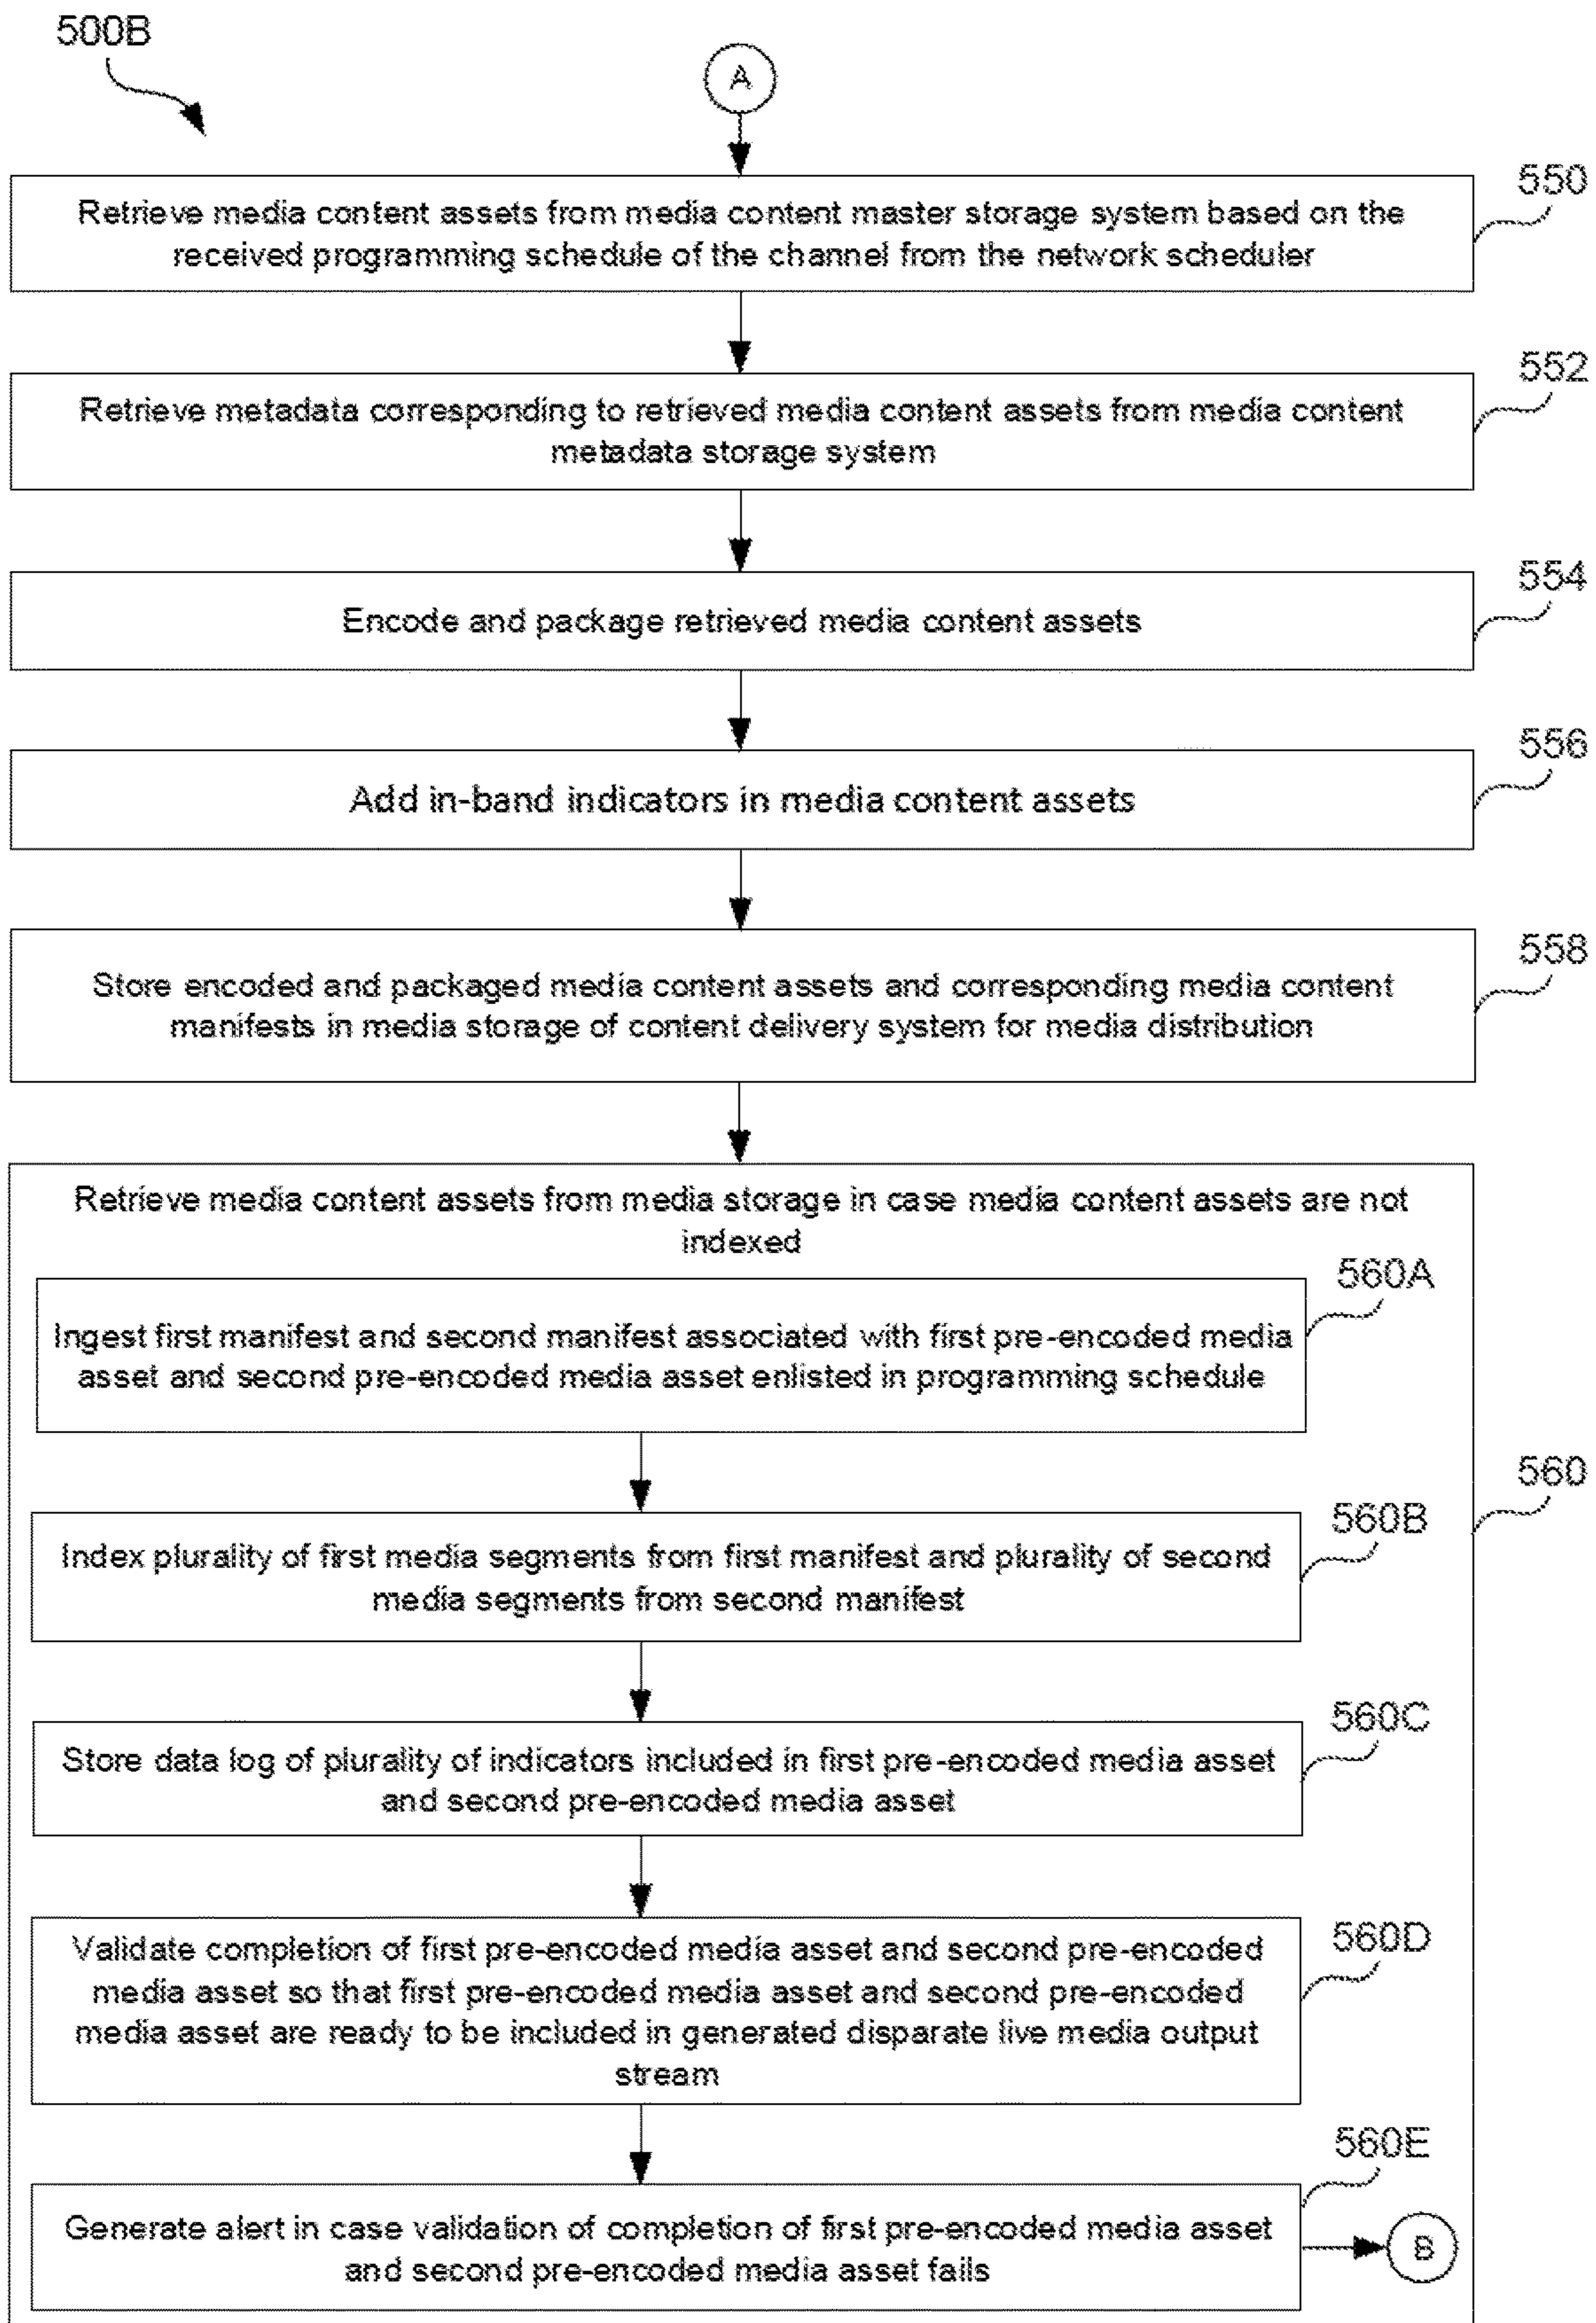 500B
A
550
Retrieve media content assets from media content master storage system based on the
received programming schedule of the channel from the network scheduler
552
Retrieve metadata corresponding to retrieved media content assets from media content
metadata storage system
554
Encode and package retrieved media content assets
556
Add in-band indicators in media content assets
558
Store encoded and packaged media content assets and corresponding media content
manifests in media storage of content delivery system for media distribution
560
Retrieve media content assets from media storage in case media content assets are not
indexed
560A
Ingest first manifest and second manifest associated with first pre-encoded media
asset and second pre-encoded media asset enlisted in programming schedule
560B
Index plurality of first media segments from first manifest and plurality of second
media segments from second manifest
560C
Store data log of plurality of indicators included in first pre-encoded media asset
and second pre-encoded media asset
560D
Validate completion of first pre-encoded media asset and second pre-encoded
media asset so that first pre-encoded media asset and second pre-encoded
media asset are ready to be included in generated disparate live media output
stream
560E
Generate alert in case validation of completion of first pre-encoded media asset
and second pre-encoded media asset fails
B